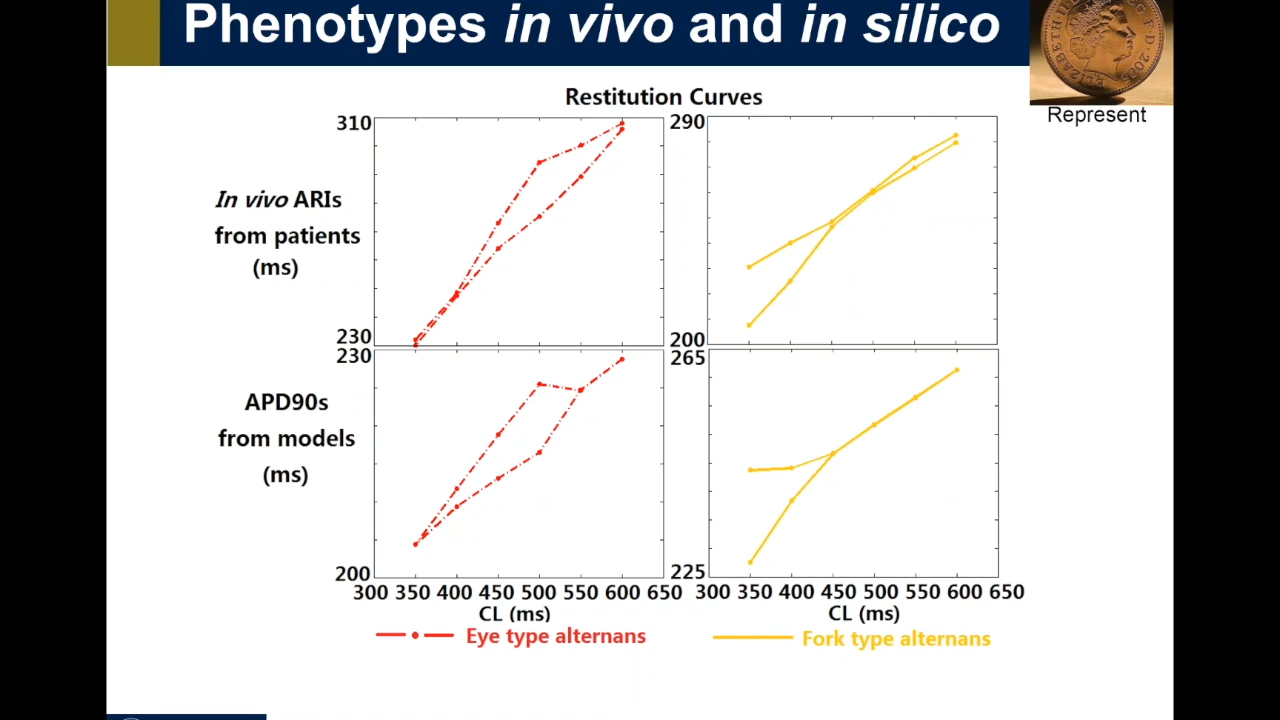 Phenotypes in vivo and in silico
Represent
Restitution Curves
310
290
In vivo ARIs
from patients
(ms)
230
200
230
265
APD90s
from models
(ms)
200
225
300 350 400 450 500 550 600 650
300 350 400 450 500 550 600 650
CL (ms)
CL (ms)
Eye type alternans
Fork type alternans